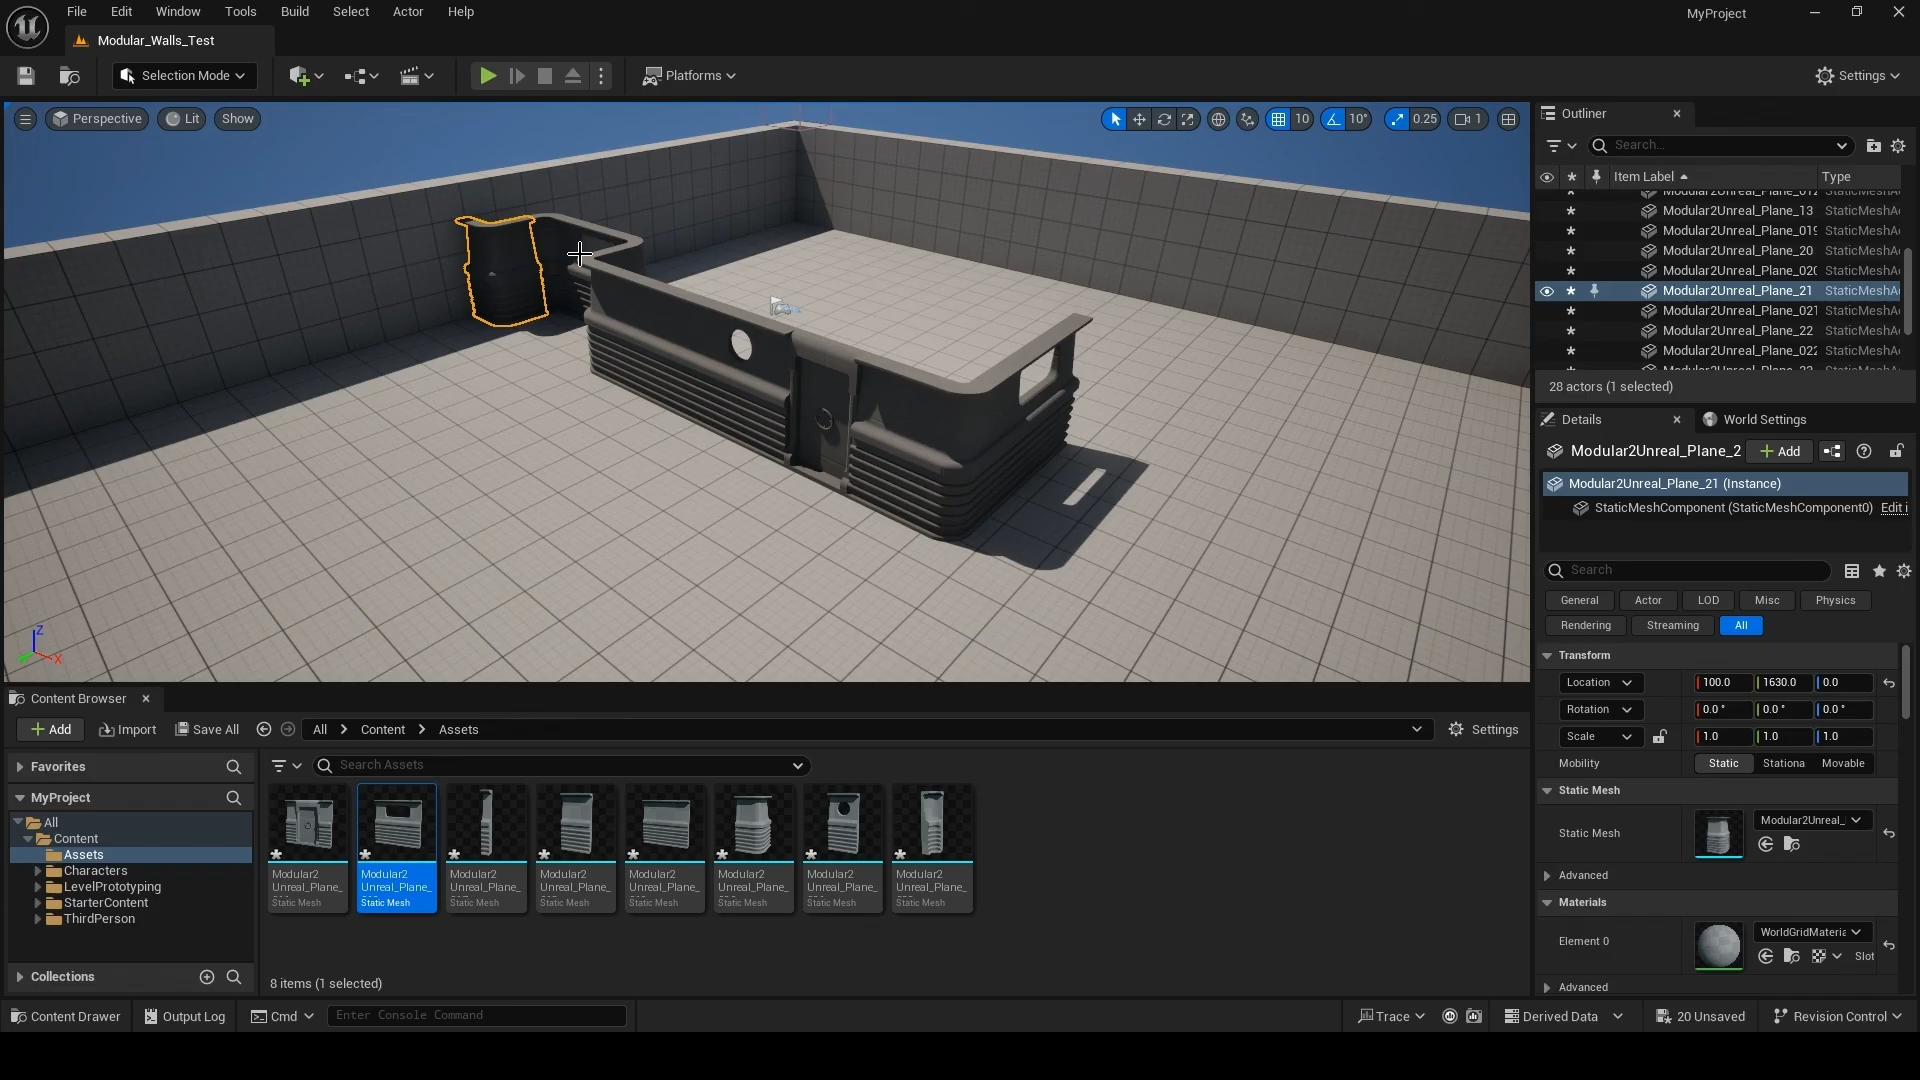 File Edit Window Tools Build Select Actor Help
MyProject
Modular_Walls_Test
Selection Mode
Platforms
Settings
Perspective
Lit
Show
10
10°
0.25
1
Outliner
Search...
Item Label
Type
Modular2Unreal_Plane_13 StaticMeshA
Modular2Unreal_Plane_019 StaticMeshA
Modular2Unreal_Plane_20 StaticMeshA
Modular2Unreal_Plane_020 StaticMeshA
Modular2Unreal_Plane_21 StaticMeshA
Modular2Unreal_Plane_021 StaticMeshA
Modular2Unreal_Plane_22 StaticMeshA
Modular2Unreal_Plane_022 StaticMeshA
28 actors (1 selected)
Details
World Settings
Modular2Unreal_Plane_2
Add
Modular2Unreal_Plane_21 (Instance)
StaticMeshComponent (StaticMeshComponent0) Edit i
Search
General Actor LOD Misc Physics
Rendering Streaming All
Transform
Location 100.0 1630.0 0.0
Rotation 0.0 ° 0.0 ° 0.0 °
Scale 1.0 1.0 1.0
Mobility Static Stationa Movable
Static Mesh
Static Mesh Modular2Unreal_
Advanced
Materials
Element 0 WorldGridMateria
Slot
Advanced
Z
X
Content Browser
Add Import Save All All Content Assets Settings
Favorites
MyProject
All
Content
Assets
Characters
LevelPrototyping
StarterContent
ThirdPerson
Collections
Search Assets
Modular2
Unreal_Plane_
Static Mesh
Modular2
Unreal_Plane_
Static Mesh
Modular2
Unreal_Plane_
Static Mesh
Modular2
Unreal_Plane_
Static Mesh
Modular2
Unreal_Plane_
Static Mesh
Modular2
Unreal_Plane_
Static Mesh
Modular2
Unreal_Plane_
Static Mesh
Modular2
Unreal_Plane_
Static Mesh
8 items (1 selected)
Content Drawer Output Log Cmd Enter Console Command Trace Derived Data 20 Unsaved Revision Control